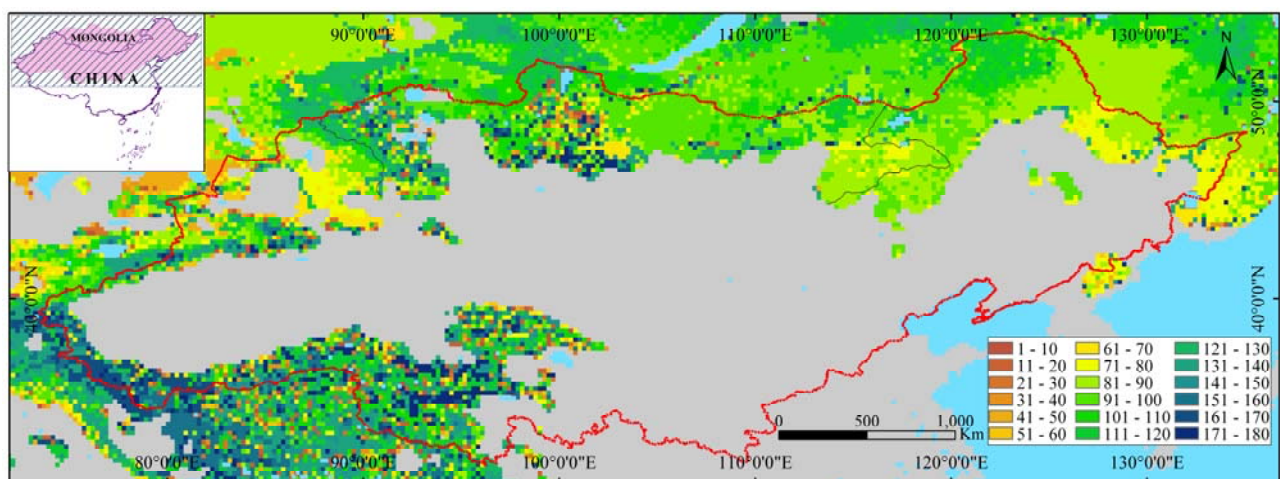 MONGOLIA
CHINA
90°0'0"E 100°0'0"E 110°0'0"E 120°0'0"E 130°0'0"E
N
50°0'0"N
40°0'0"N
40°0'0"N
1 - 10 61 - 70 121 - 130
11 - 20 71 - 80 131 - 140
21 - 30 81 - 90 141 - 150
31 - 40 91 - 100 151 - 160
41 - 50 101 - 110 161 - 170
51 - 60 111 - 120 171 - 180
0 500 1,000
Km
80°0'0"E 90°0'0"E 100°0'0"E 110°0'0"E 120°0'0"E 130°0'0"E